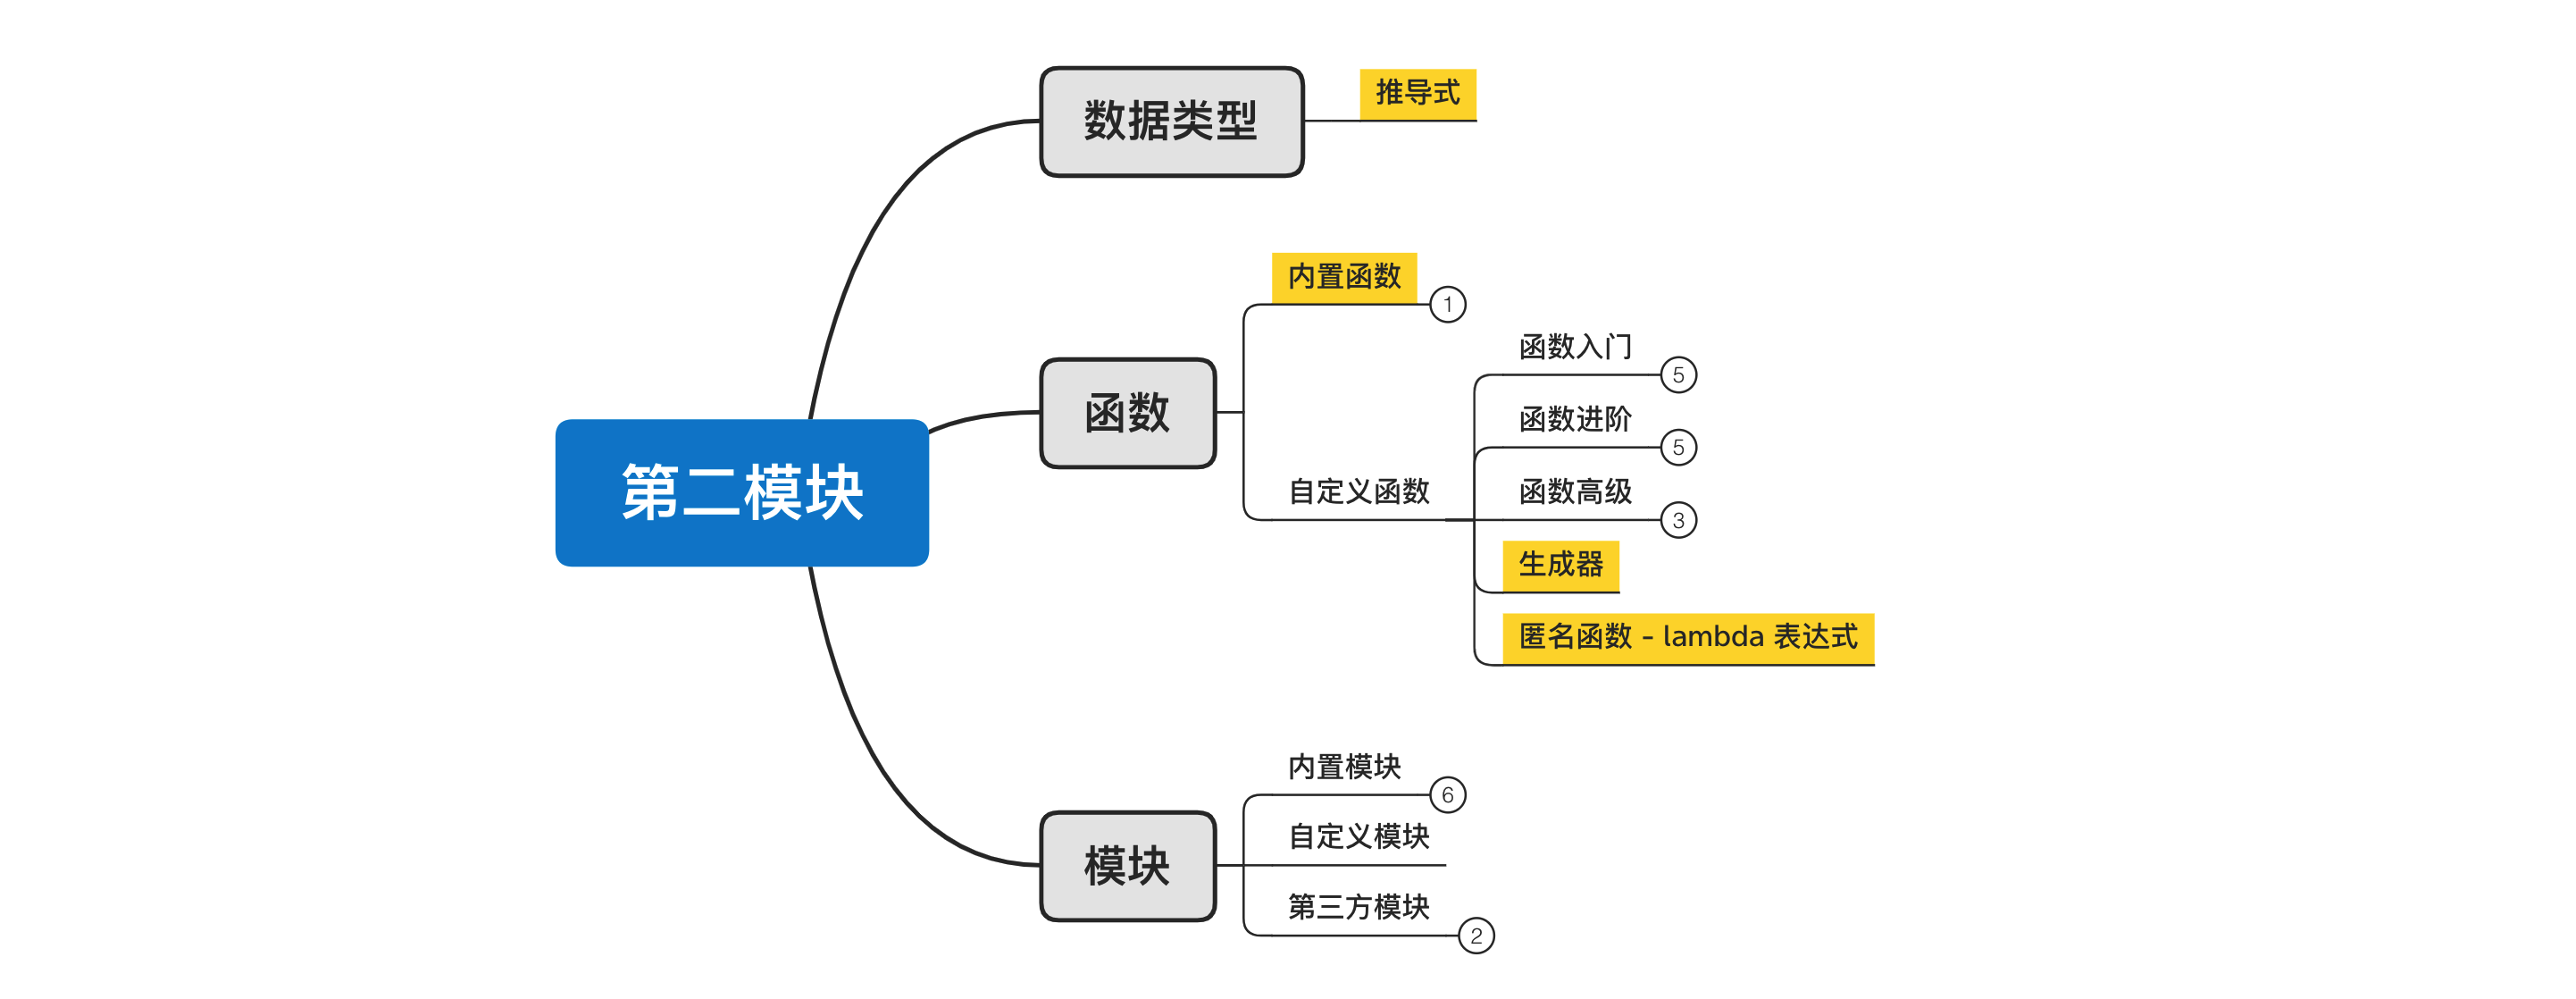 第二模块
数据类型
推导式
函数
内置函数
1
自定义函数
函数入门
5
函数进阶
5
函数高级
3
生成器
匿名函数 - lambda 表达式
模块
内置模块
6
自定义模块
第三方模块
2